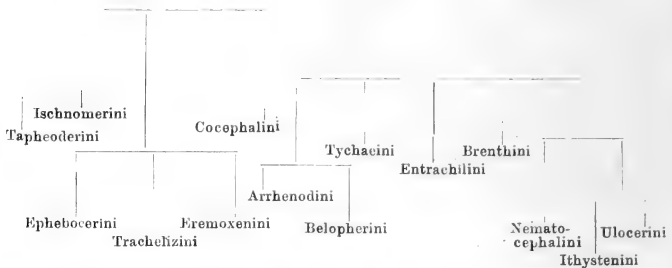 Ischnomerini
Tapheoderini
Cocephalini
Tychaeini
Brenthini
Entrachilini
Arrhenodini
Ephebocerini
Eremoxenini
Belopherini
Trachelizini
Nemato-
cephalini
Ulocerini
Ithystenini